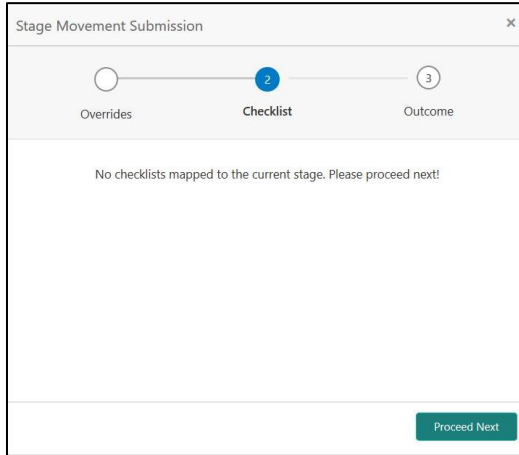 Stage Movement Submission ×
2 3
Overrides Checklist Outcome
No checklists mapped to the current stage. Please proceed next!
Proceed Next